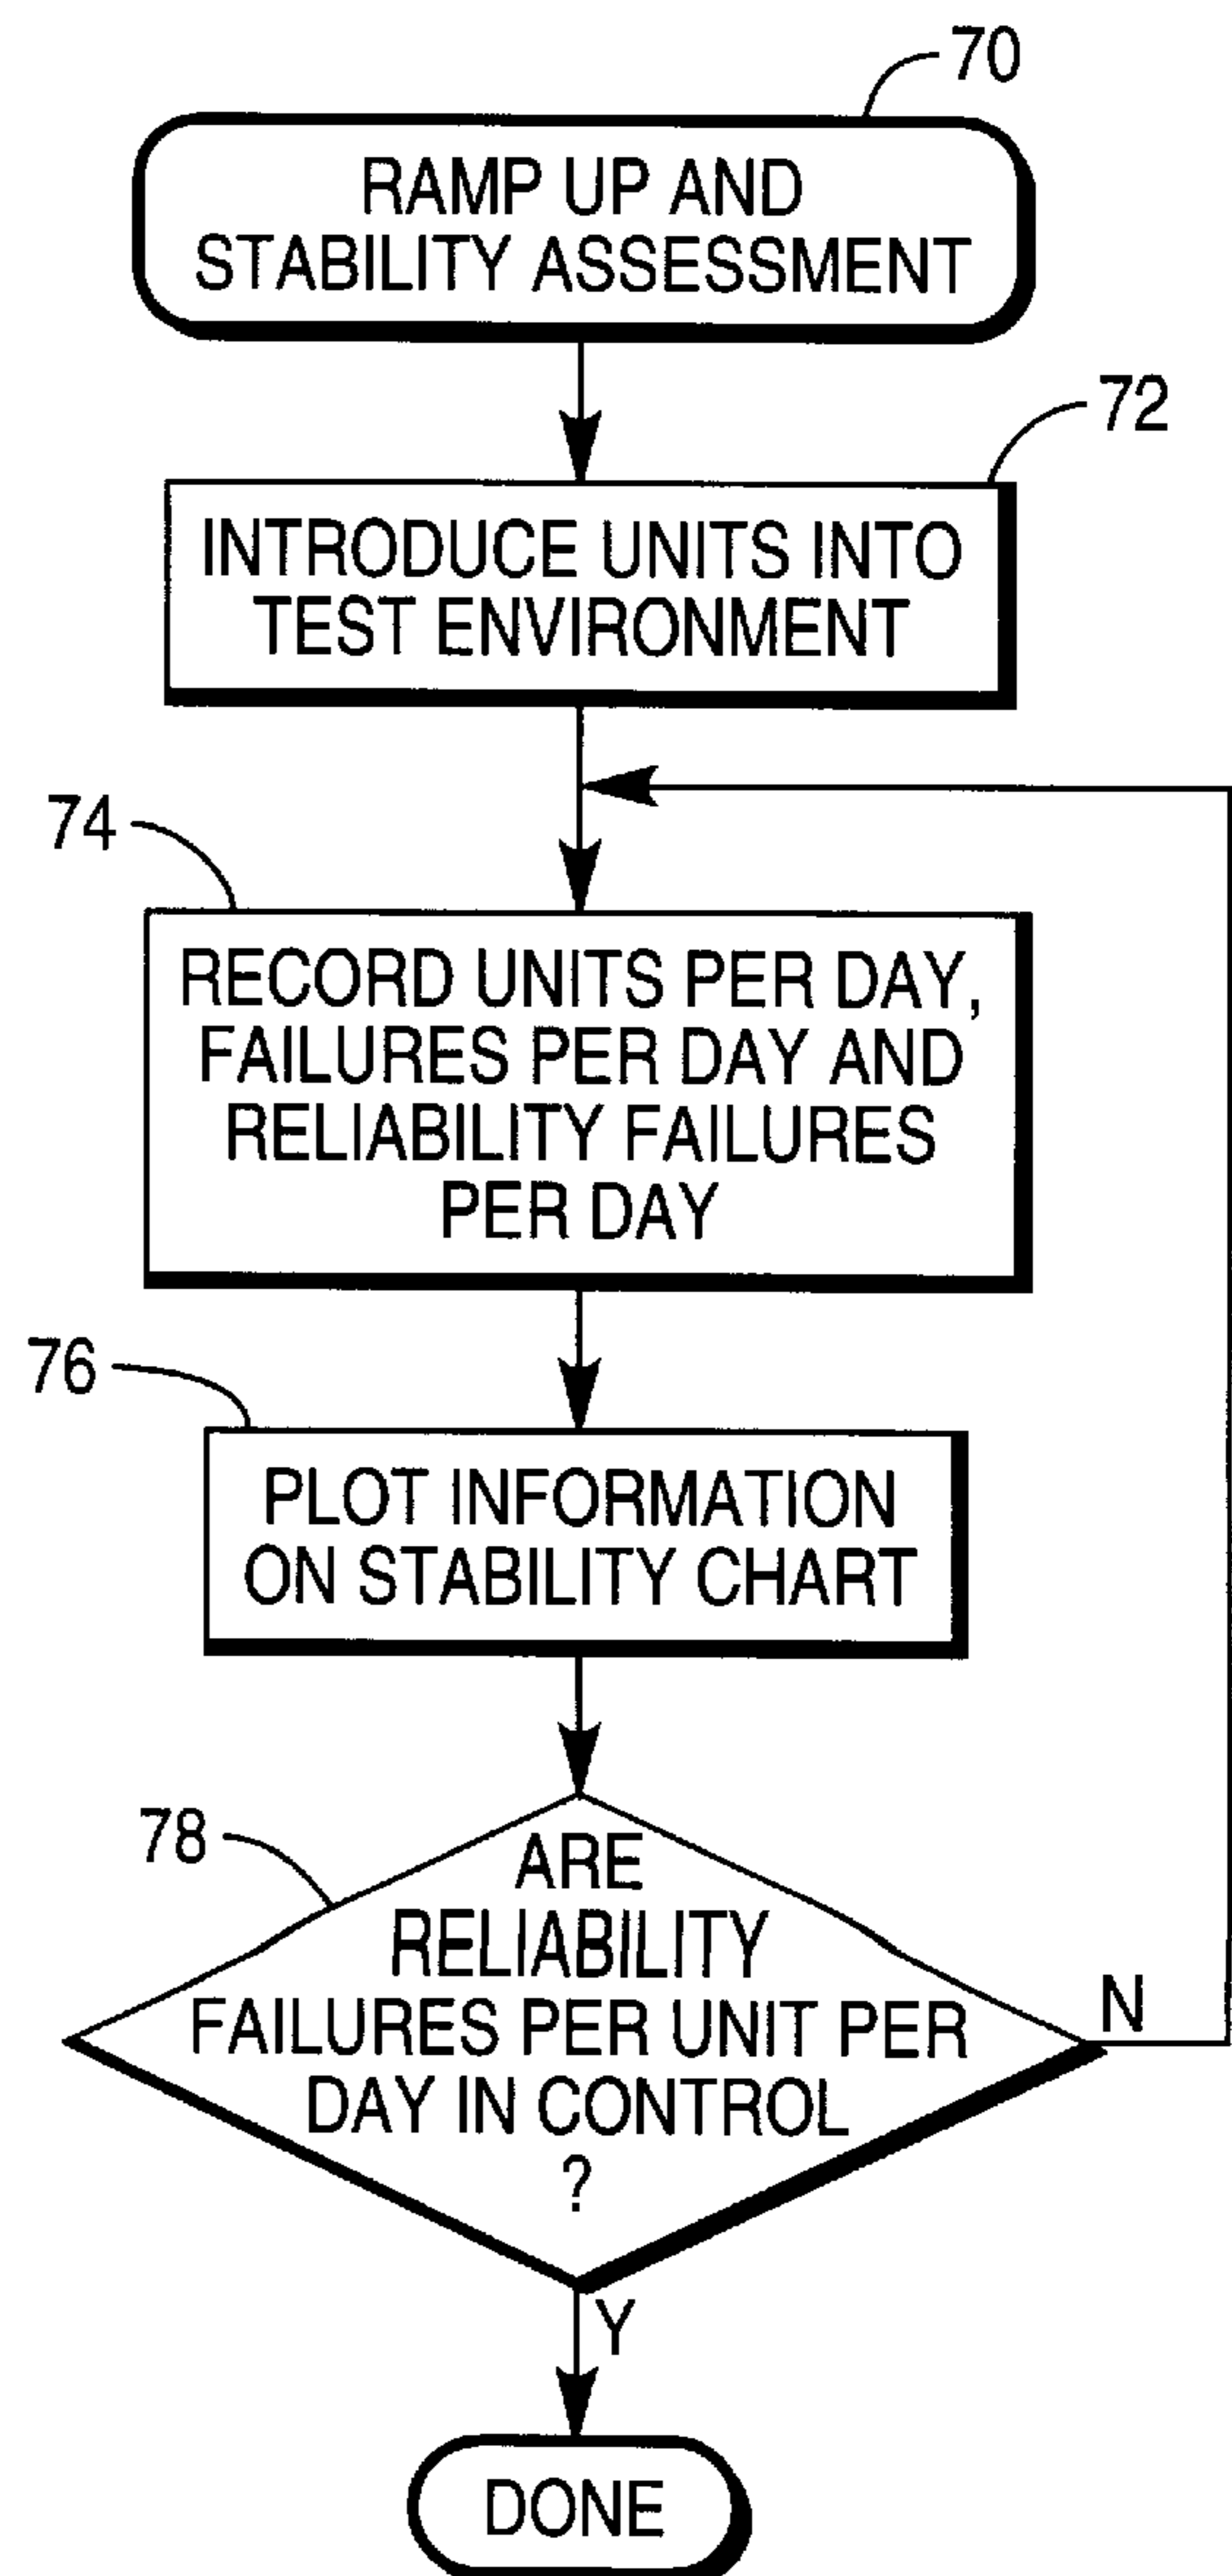 70
RAMP UP AND
STABILITY ASSESSMENT
72
INTRODUCE UNITS INTO
TEST ENVIRONMENT
74
RECORD UNITS PER DAY,
FAILURES PER DAY AND
RELIABILITY FAILURES
PER DAY
76
PLOT INFORMATION
ON STABILITY CHART
78
ARE
RELIABILITY
FAILURES PER UNIT PER
DAY IN CONTROL
?
N
Y
DONE